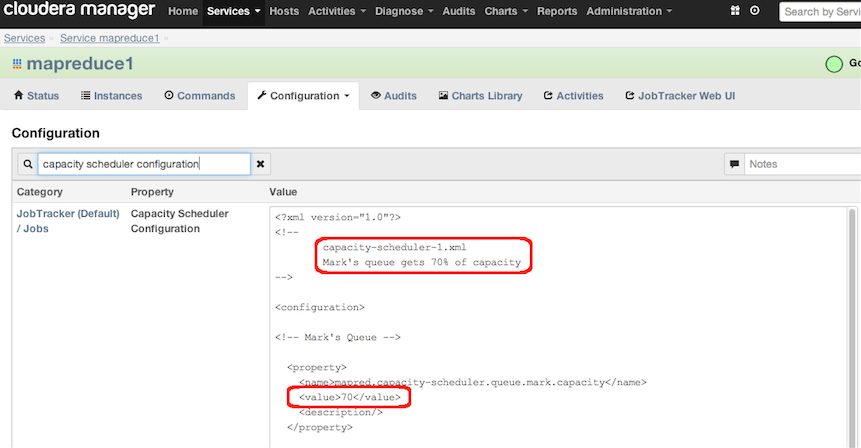 cloudera manager Home Services Hosts Activities Diagnose Audits Charts Reports Administration Search by Servi
Services Service mapreduce1
mapreduce1 Go
Status Instances Commands Configuration Audits Charts Library Activities JobTracker Web UI
Configuration
capacity scheduler configuration Notes
Category Property Value
JobTracker (Default) / Jobs
Capacity Scheduler Configuration
<?xml version="1.0"?>
<!--
capacity-scheduler-1.xml
Mark's queue gets 70% of capacity
-->
<configuration>
<!-- Mark's Queue -->
<property>
<name>mapred.capacity-scheduler.queue.mark.capacity</name>
<value>70</value>
<description/>
</property>